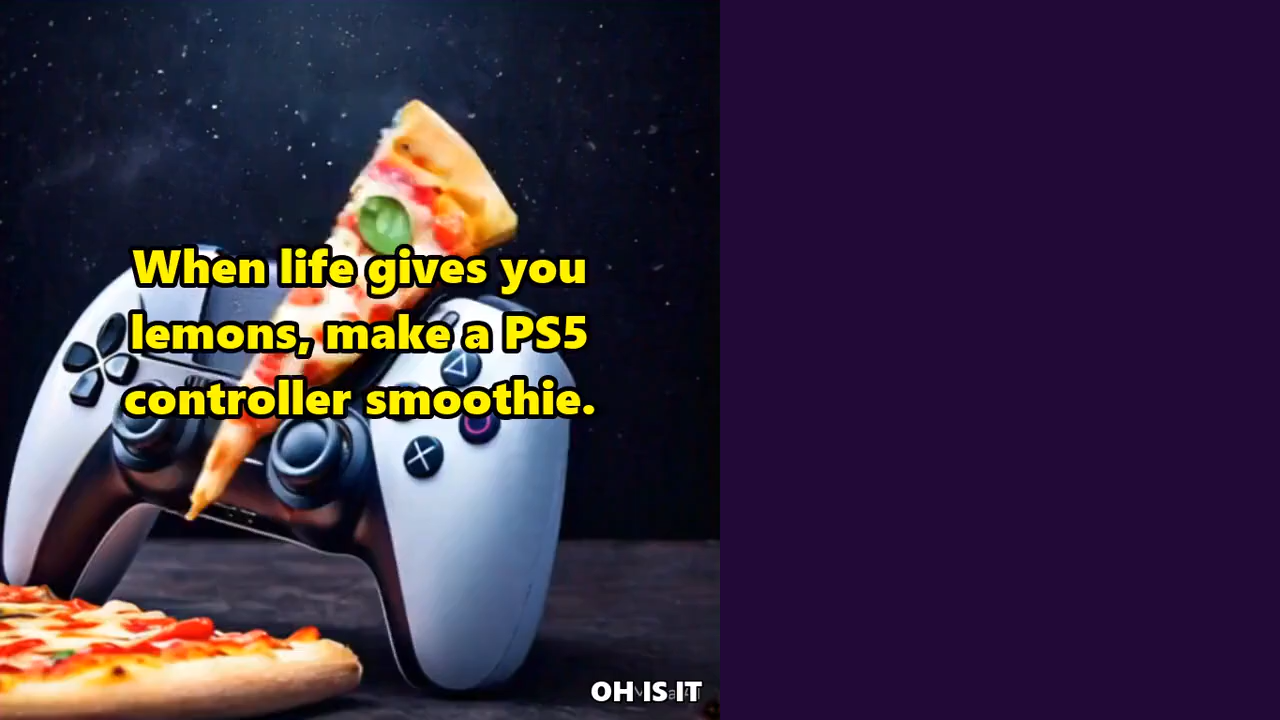 When life gives you
lemons, make a PS5
controller smoothie.
OH IS IT